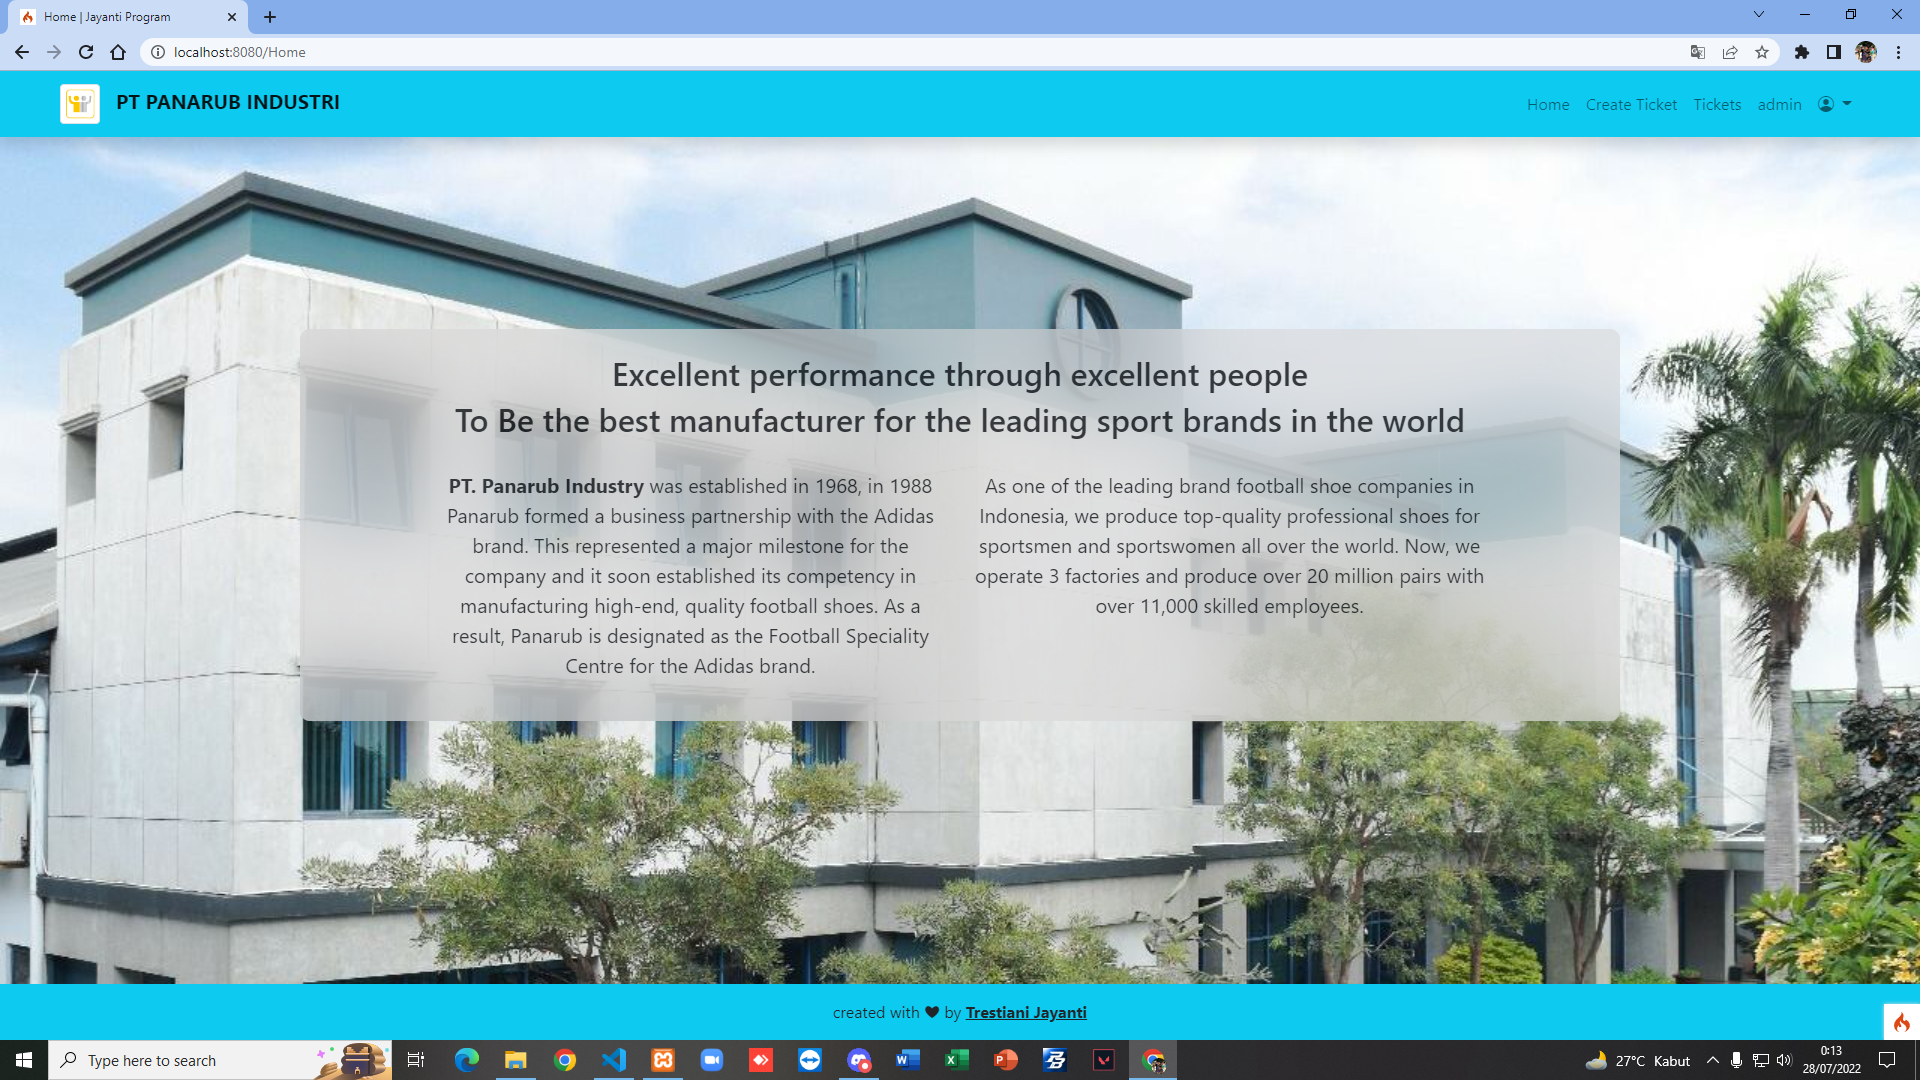 Home | Jayanti Program
localhost:8080/Home
PT PANARUB INDUSTRI
Home Create Ticket Tickets admin
Excellent performance through excellent people
To Be the best manufacturer for the leading sport brands in the world
PT. Panarub Industry was established in 1968, in 1988
Panarub formed a business partnership with the Adidas
brand. This represented a major milestone for the
company and it soon established its competency in
manufacturing high-end, quality football shoes. As a
result, Panarub is designated as the Football Speciality
Centre for the Adidas brand.
As one of the leading brand football shoe companies in
Indonesia, we produce top-quality professional shoes for
sportsmen and sportswomen all over the world. Now, we
operate 3 factories and produce over 20 million pairs with
over 11,000 skilled employees.
created with ♥ by Trestiani Jayanti
Type here to search
27°C Kabut
0:13
28/07/2022